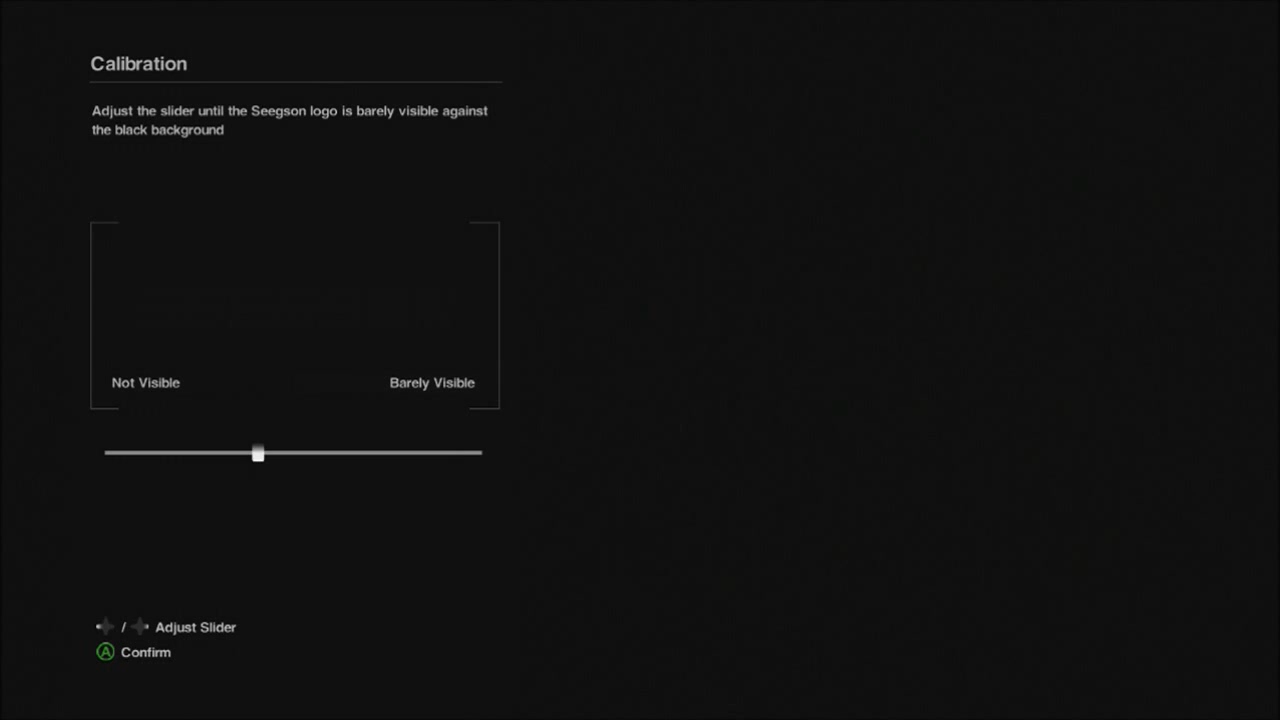 Calibration
Adjust the slider until the Seegson logo is barely visible against
the black background
Not Visible
Barely Visible
/ Adjust Slider
A Confirm